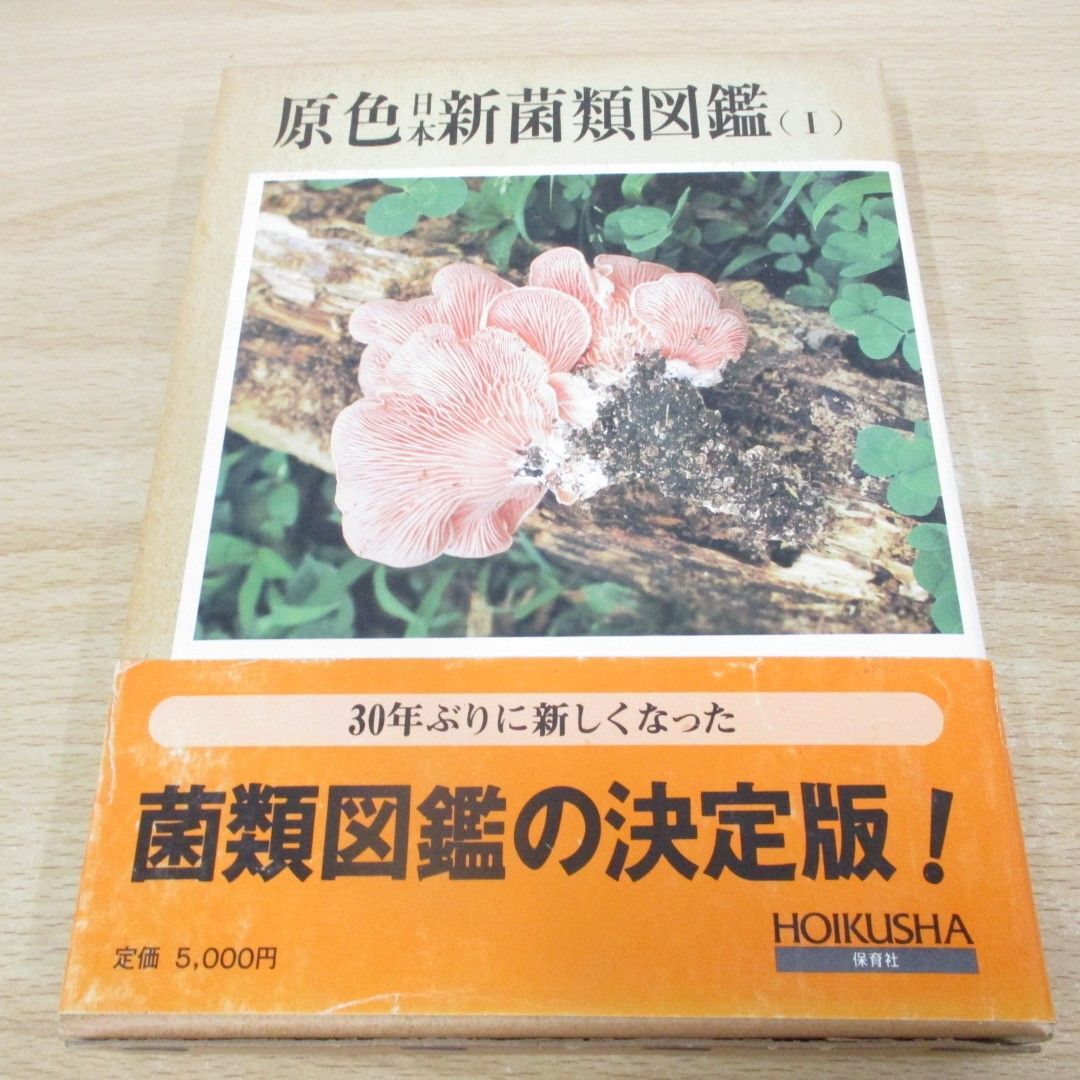 原色日本新菌類図鑑(Ⅰ)
30年ぶりに新しくなった
菌類図鑑の決定版!
HOIKUSHA
保育社
定価 5,000円